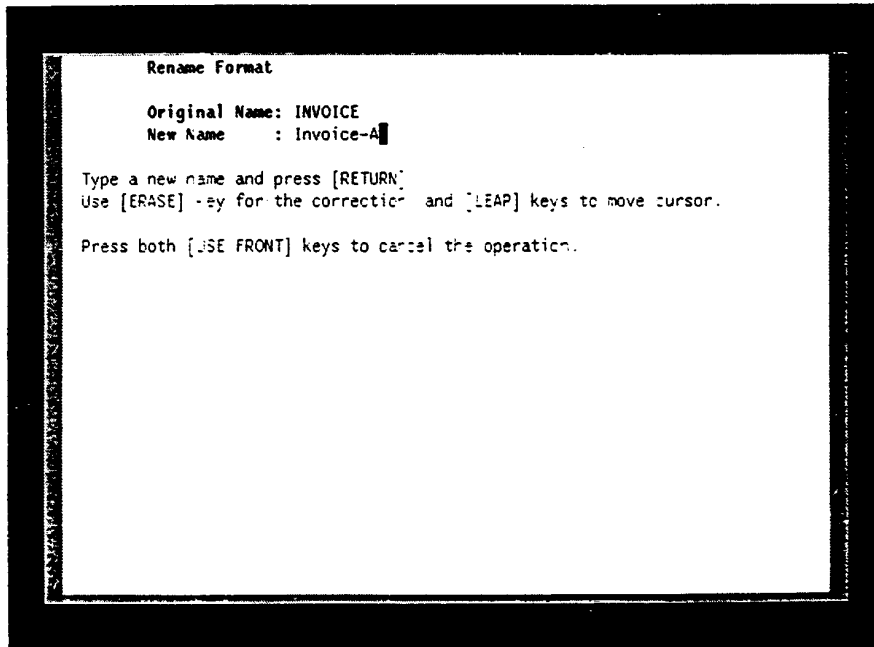 Rename Format
Original Name: INVOICE
New Name : Invoice-A
Type a new name and press [RETURN]
Use [ERASE] key for the correction and [LEAP] keys to move cursor.
Press both [USE FRONT] keys to cancel the operation.